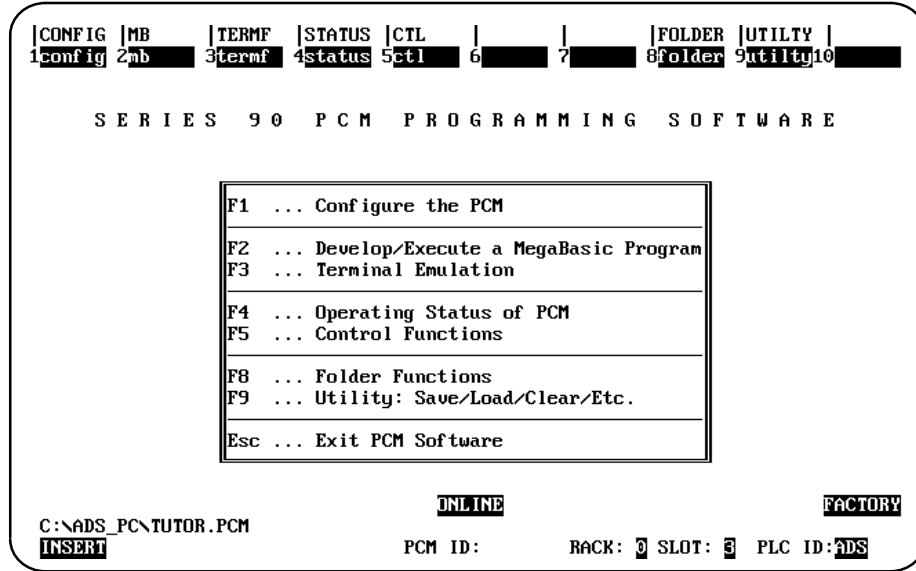 |CONFIG |MB |TERMF |STATUS |CTL | | |FOLDER |UTILTY |
1config 2mb 3termf 4status 5ctl 6 7 8folder 9utilty10
SERIES 90 PCM PROGRAMMING SOFTWARE
F1 ... Configure the PCM
F2 ... Develop/Execute a MegaBasic Program
F3 ... Terminal Emulation
F4 ... Operating Status of PCM
F5 ... Control Functions
F8 ... Folder Functions
F9 ... Utility: Save/Load/Clear/Etc.
Esc ... Exit PCM Software
ONLINE FACTORY
C:\ADS_PC\TUTOR.PCM
INSERT PCM ID: RACK: 0 SLOT: 3 PLC ID:ADS